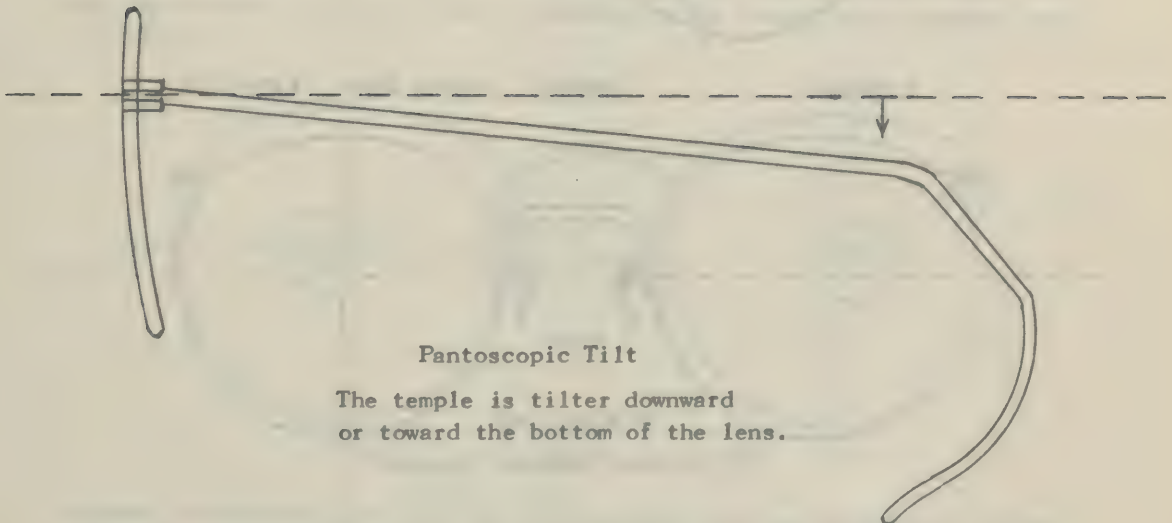 Pantoscopic Tilt
The temple is tilter downward
or toward the bottom of the lens.